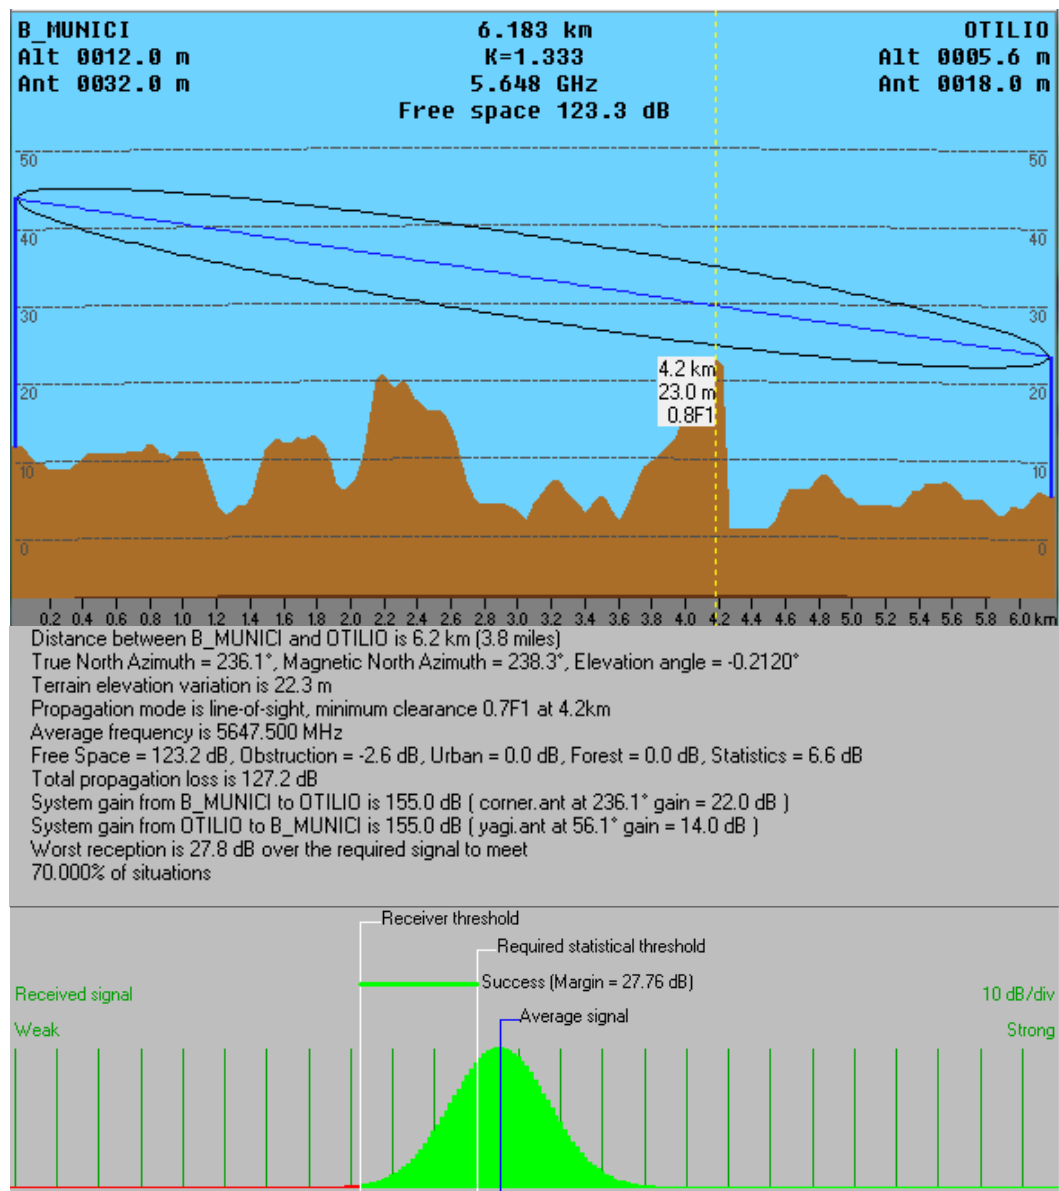 B_MUNICI 6.183 km OTILIO
Alt 0012.0 m K=1.333 Alt 0005.6 m
Ant 0032.0 m 5.648 GHz Ant 0018.0 m
Free space 123.3 dB
50 50
40 40
30 30
4.2 km
23.0 m
0.8F1
20 20
10 10
0 0
0.2 0.4 0.6 0.8 1.0 1.2 1.4 1.6 1.8 2.0 2.2 2.4 2.6 2.8 3.0 3.2 3.4 3.6 3.8 4.0 4.2 4.4 4.6 4.8 5.0 5.2 5.4 5.6 5.8 6.0 km
Distance between B_MUNICI and OTILIO is 6.2 km (3.8 miles)
True North Azimuth = 236.1°, Magnetic North Azimuth = 238.3°, Elevation angle = -0.2120°
Terrain elevation variation is 22.3 m
Propagation mode is line-of-sight, minimum clearance 0.7F1 at 4.2km
Average frequency is 5647.500 MHz
Free Space = 123.2 dB, Obstruction = -2.6 dB, Urban = 0.0 dB, Forest = 0.0 dB, Statistics = 6.6 dB
Total propagation loss is 127.2 dB
System gain from B_MUNICI to OTILIO is 155.0 dB ( corner.ant at 236.1° gain = 22.0 dB )
System gain from OTILIO to B_MUNICI is 155.0 dB ( yagi.ant at 56.1° gain = 14.0 dB )
Worst reception is 27.8 dB over the required signal to meet
70.000% of situations
Receiver threshold
Required statistical threshold
Success (Margin = 27.76 dB)
Received signal 10 dB/div
Average signal
Weak Strong